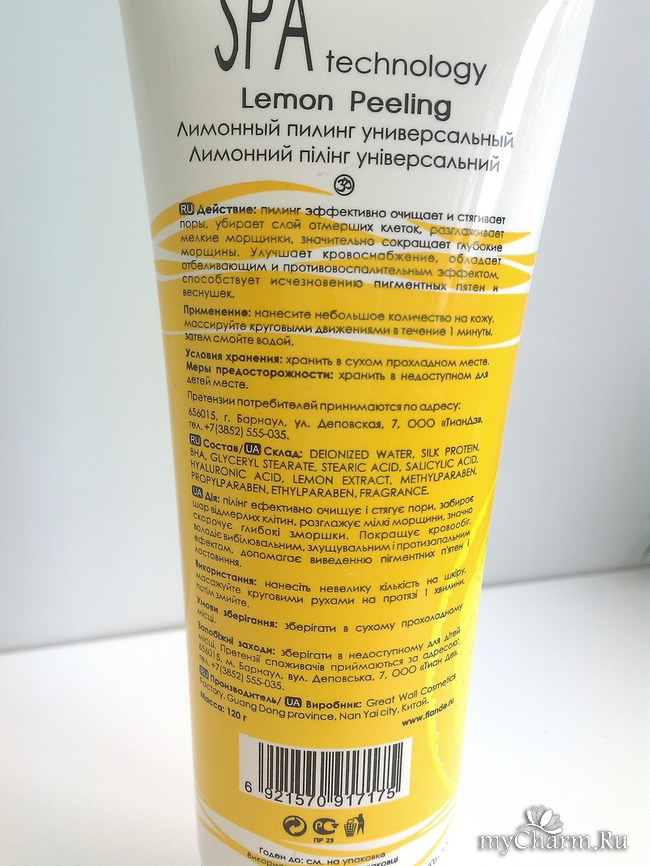 SPA technology
Lemon Peeling
Лимонный пилинг универсальный
Лимонний пілінг універсальний
RU Действие: пилинг эффективно очищает и стягивает
поры, убирает слой отмерших клеток, разглаживает
мелкие морщинки, значительно сокращает глубокие
морщины. Улучшает кровоснабжение, обладает
отбеливающим и противовоспалительным эффектом,
способствует исчезновению пигментных пятен и
веснушек.
Применение: нанесите небольшое количество на кожу,
массируйте круговыми движениями в течение 1 минуты,
затем смойте водой.
Условия хранения: хранить в сухом прохладном месте.
Меры предосторожности: хранить в недоступном для
детей месте.
Претензии потребителей принимаются по адресу:
656015, г. Барнаул, ул. Деповская, 7, ООО «ТианДэ»,
тел.+7(3852) 555-035.
RU Состав/ UA Склад: DEIONIZED WATER, SILK PROTEIN,
BHA, GLYCERYL STEARATE, STEARIC ACID, SALICYLIC ACID,
HYALURONIC ACID, LEMON EXTRACT, METHYLPARABEN,
PROPYLPARABEN, ETHYLPARABEN, FRAGRANCE.
UA Дія: пілінг ефективно очищує і стягує пори, забирає
шар відмерлих клітин, розгляжує мілкі морщини, значно
скорочує глибокі зморшки. Покращує кровообіг,
володіє вибілювальним, злущувальним і протизапальним
ефектом, допомагає виведенню пігментних п'ятен і
ластовиння.
Використання: нанесіть невелику кількість на шкіру,
масажуйте круговими рухами на протязі 1 хвилини,
потім змийте.
Умови зберігання: зберігати в сухому прохолодному
місці.
Запобіжні заходи: зберігати в недоступному для дітей
місці. Претензії споживачів приймаються за адресою:
656015, м. Барнаул, вул. Деповська, 7, ООО «Тиан Де»,
тел.+7(3852) 555-035.
RU Производитель/ UA Виробник: Great Wall Cosmetics
Factory, Guang Dong province, Nan Yai city, Китай.
Масса: 120 г
www.tiande.ru
6 921570 917175
ПР 23
Годен до: см. на упаковке
myCharm.Ru